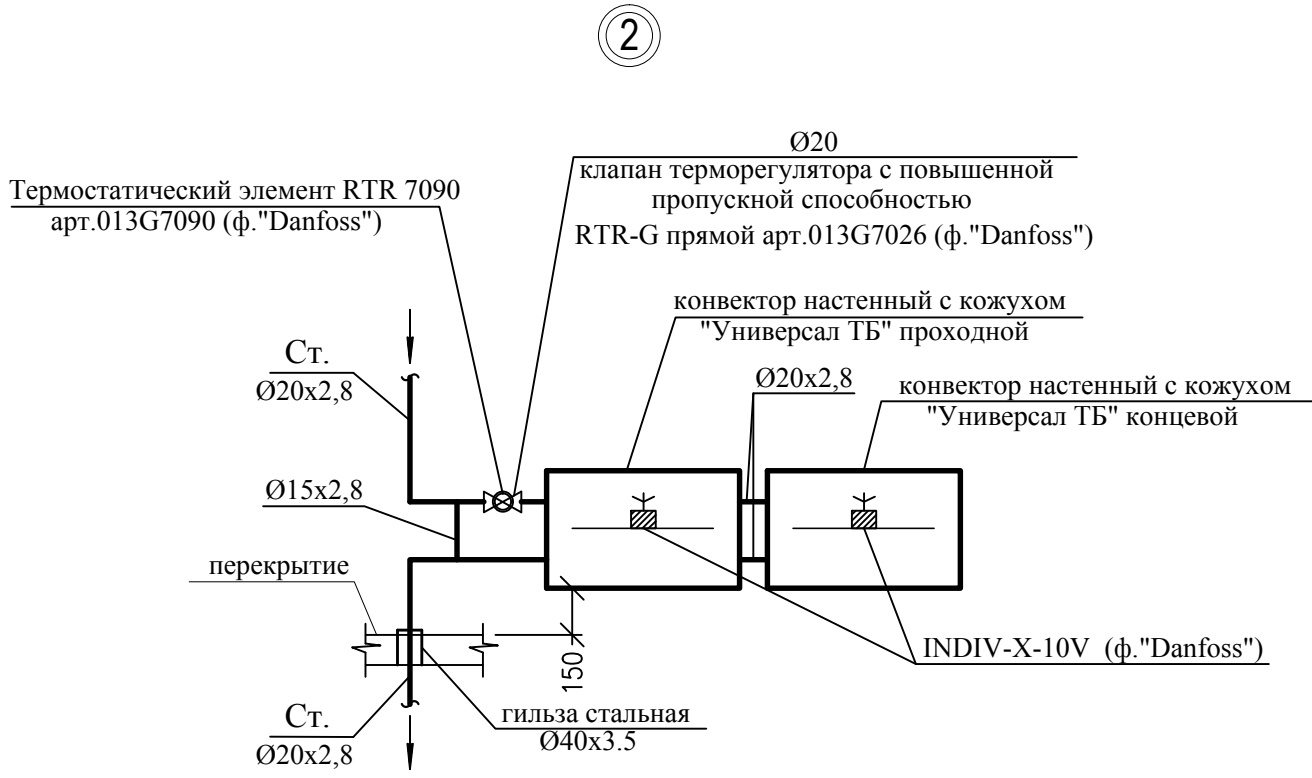 2
Ø20
клапан терморегулятора с повышенной
пропускной способностью
RTR-G прямой арт.013G7026 (ф."Danfoss")
Термостатический элемент RTR 7090
арт.013G7090 (ф."Danfoss")
конвектор настенный с кожухом
"Универсал ТБ" проходной
Ст.
Ø20х2,8
Ø20х2,8
конвектор настенный с кожухом
"Универсал ТБ" концевой
Ø15х2,8
перекрытие
150
INDIV-X-10V (ф."Danfoss")
Ст.
Ø20х2,8
гильза стальная
Ø40х3.5